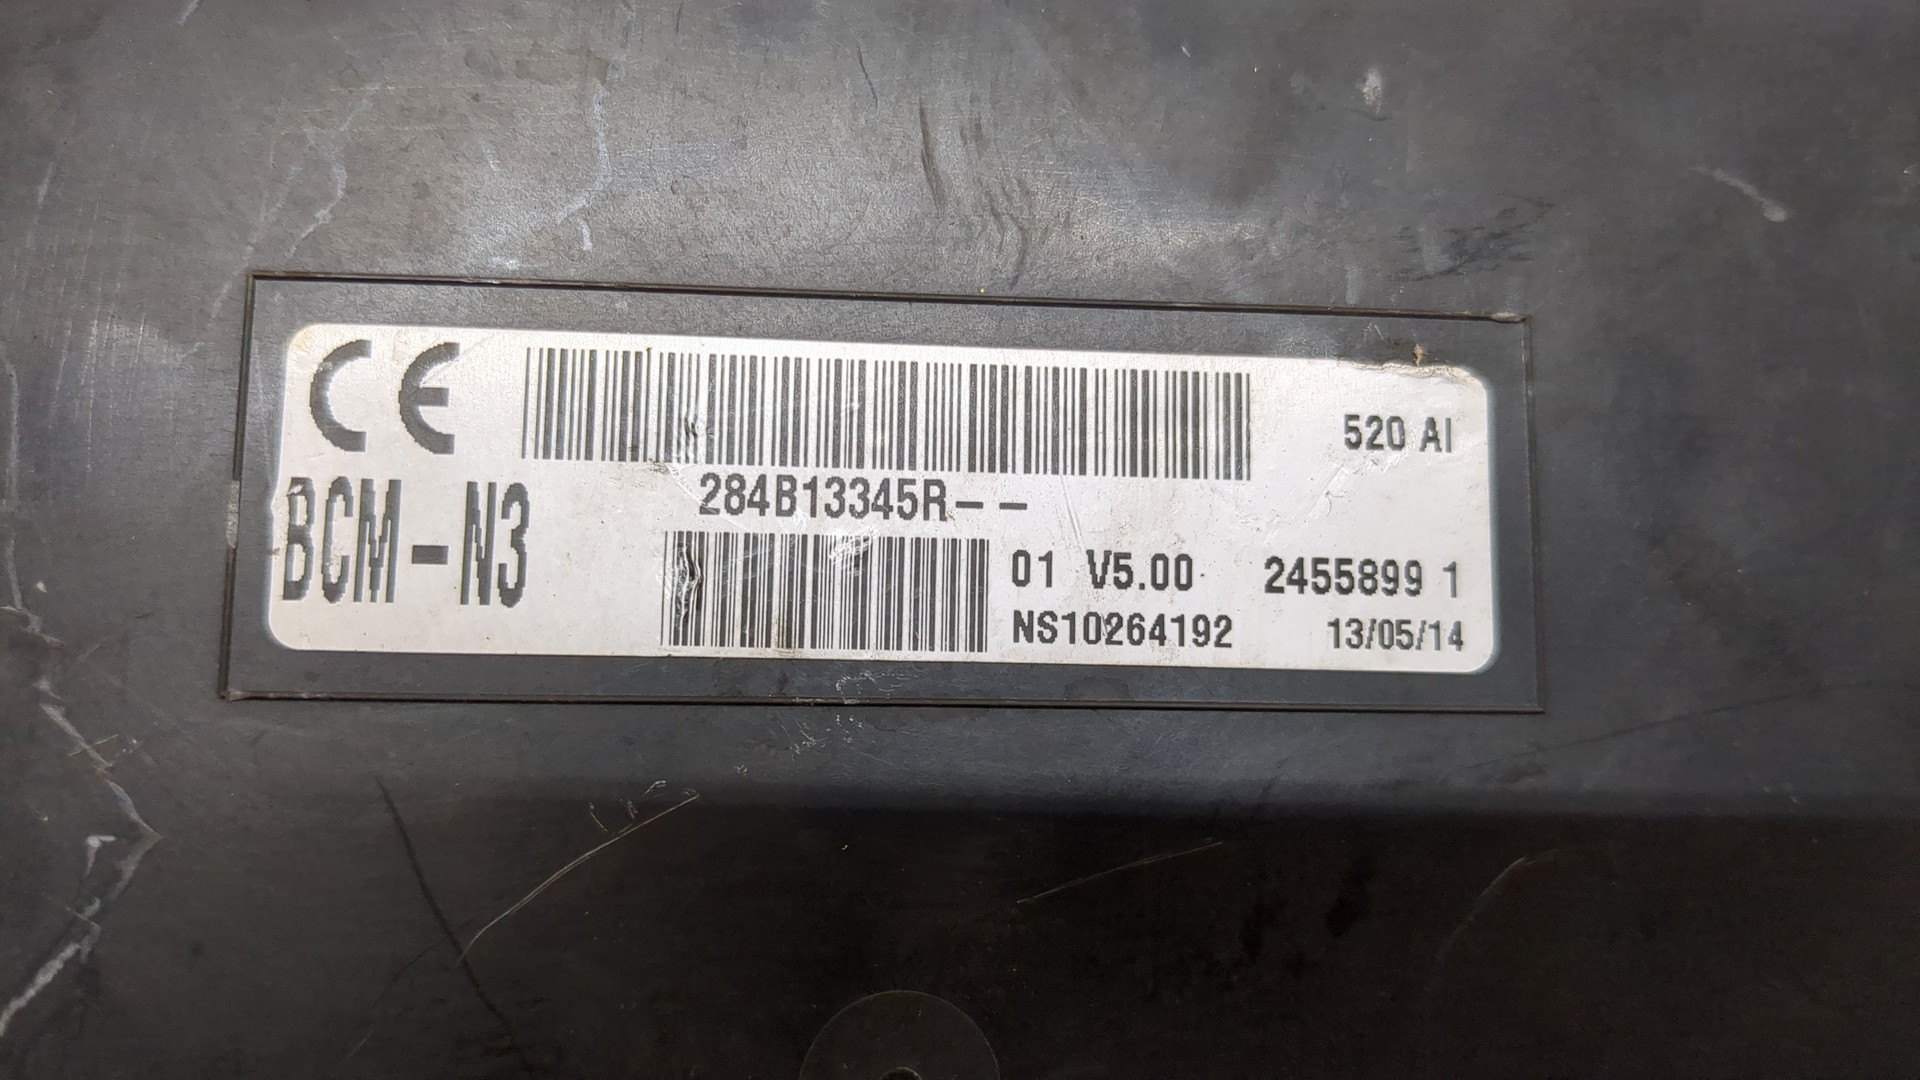 CE
520 AI
BCM-N3
284B13345R--
01 V5.00 2455899 1
NS10264192 13/05/14